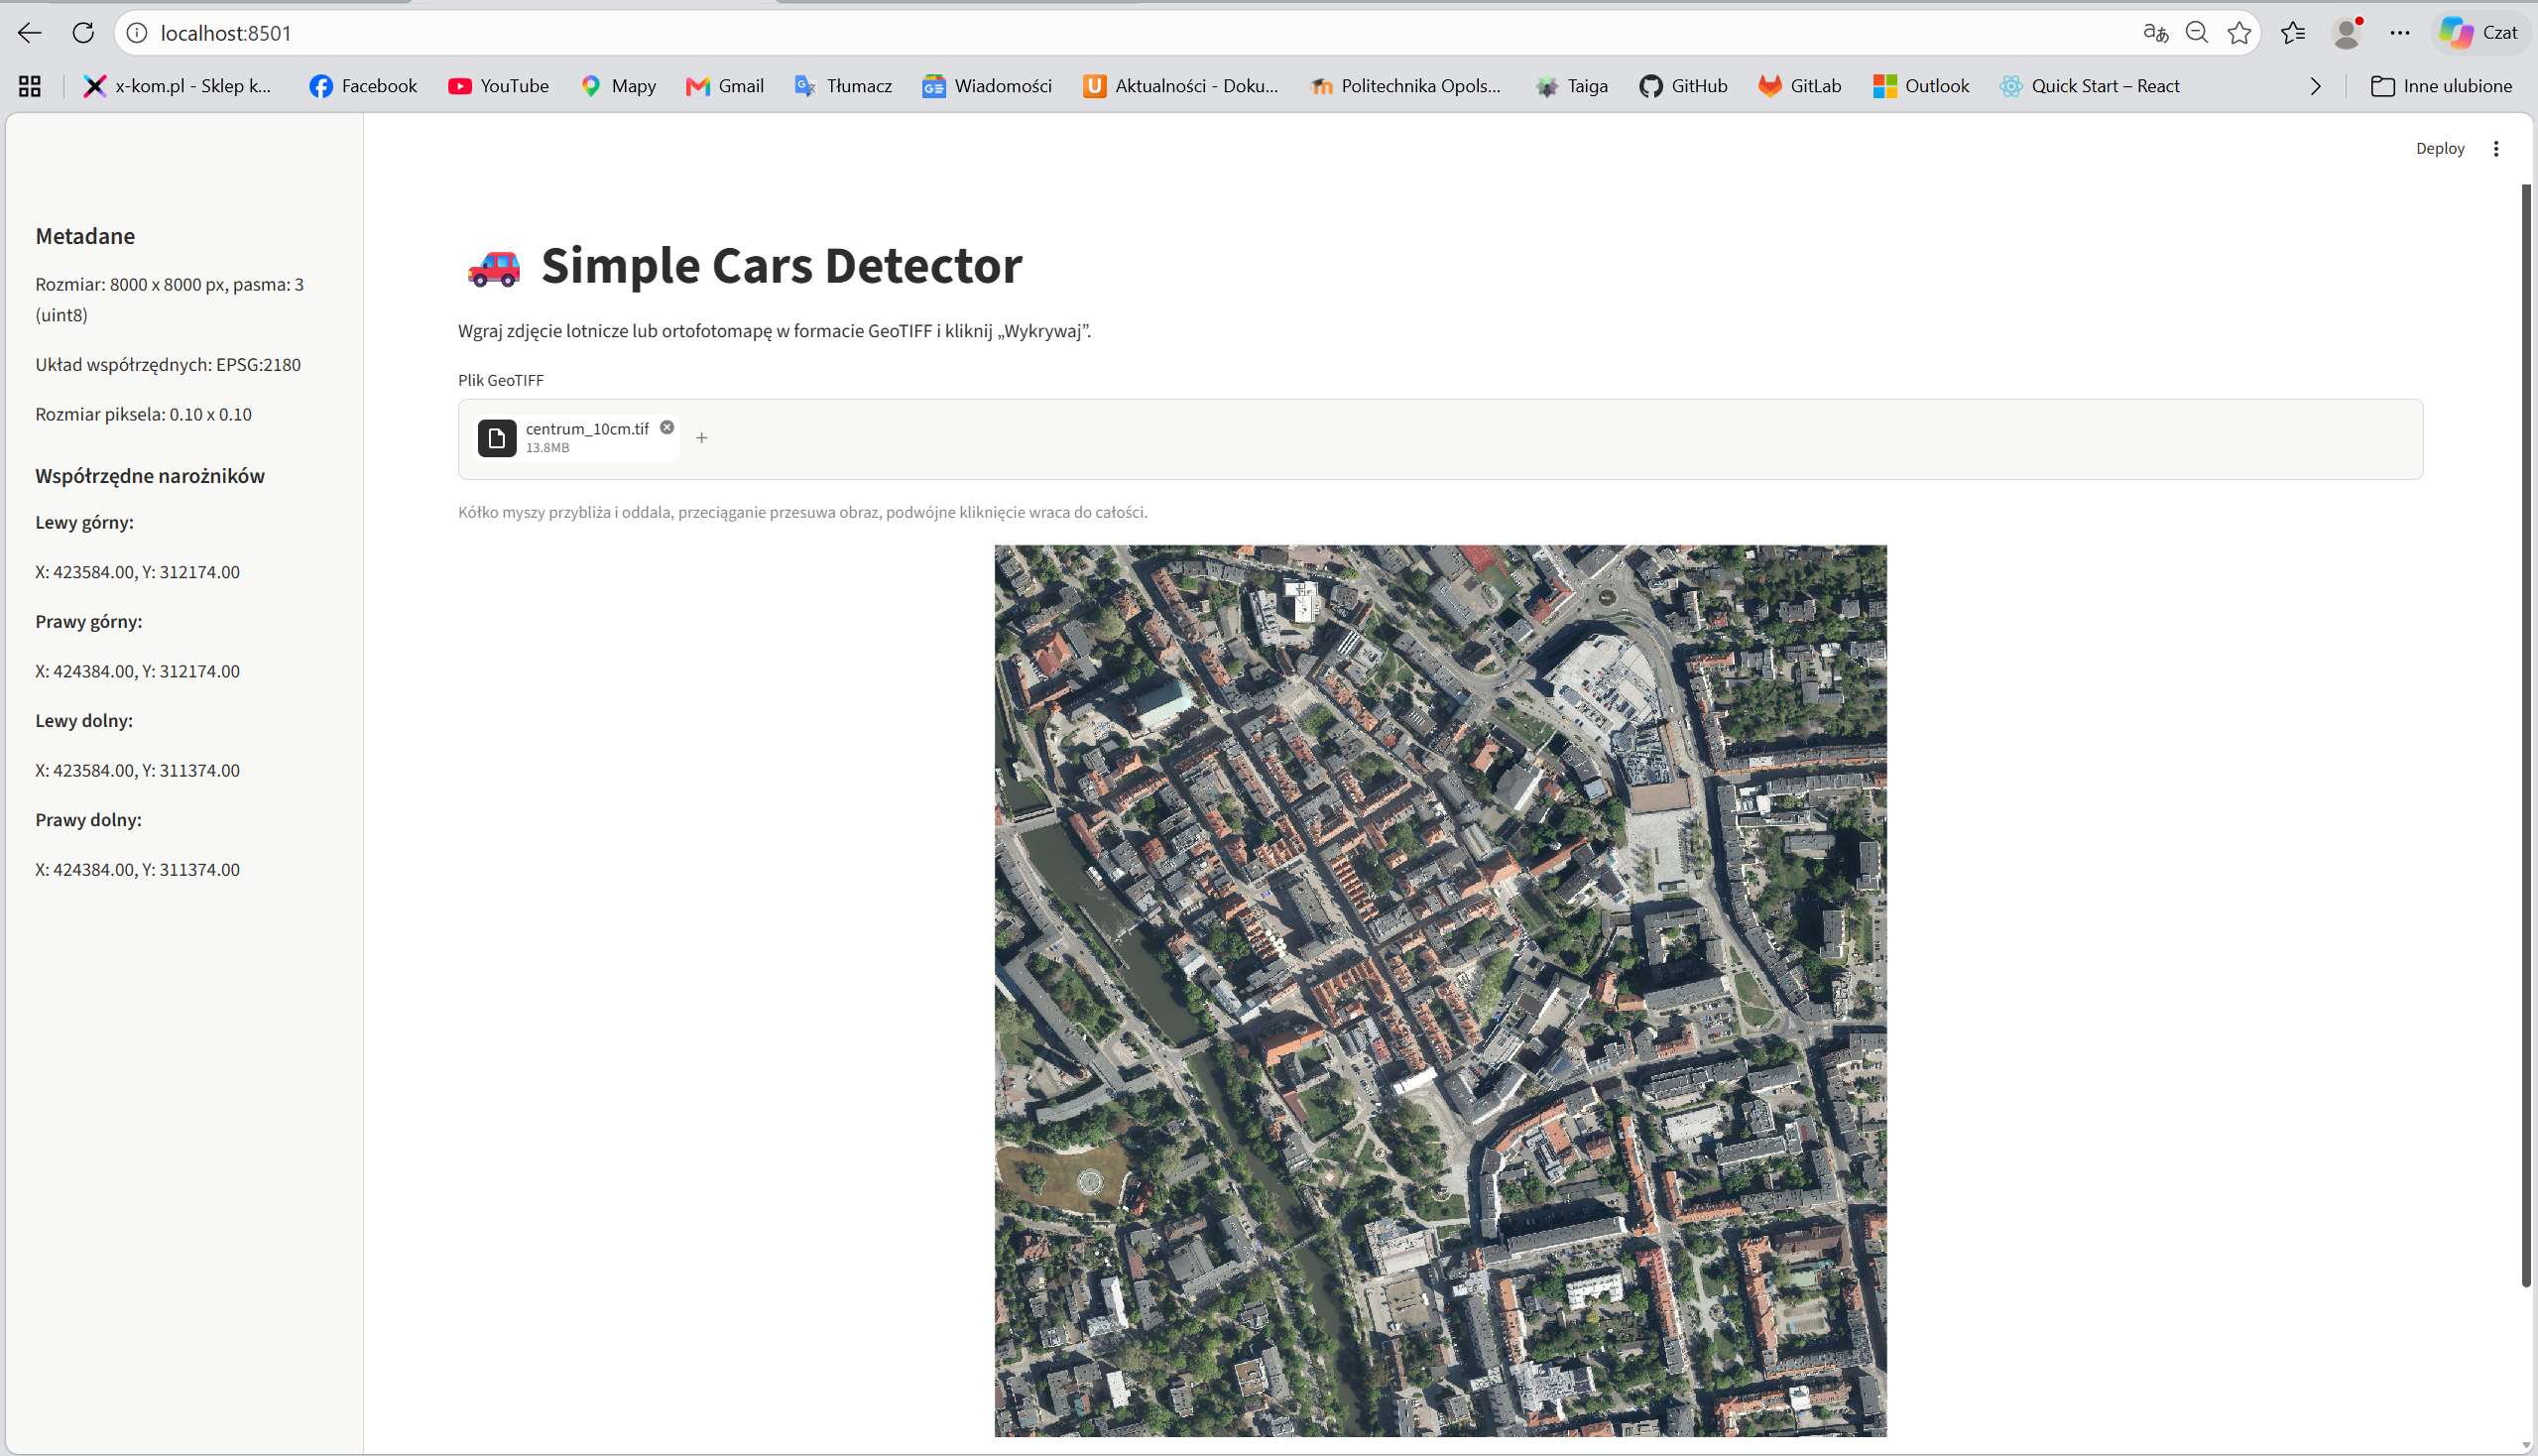 localhost:8501
Czat
x-kom.pl - Sklep k...
Facebook
YouTube
Mapy
Gmail
Tłumacz
Wiadomości
Aktualności - Doku...
Politechnika Opols...
Taiga
GitHub
GitLab
Outlook
Quick Start – React
Inne ulubione
Deploy
Metadane
Rozmiar: 8000 x 8000 px, pasma: 3
(uint8)
Układ współrzędnych: EPSG:2180
Rozmiar piksela: 0.10 x 0.10
Współrzędne narożników
Lewy górny:
X: 423584.00, Y: 312174.00
Prawy górny:
X: 424384.00, Y: 312174.00
Lewy dolny:
X: 423584.00, Y: 311374.00
Prawy dolny:
X: 424384.00, Y: 311374.00
Simple Cars Detector
Wgraj zdjęcie lotnicze lub ortofotomapę w formacie GeoTIFF i kliknij „Wykrywaj”.
Plik GeoTIFF
centrum_10cm.tif
13.8MB
Kółko myszy przybliża i oddala, przeciąganie przesuwa obraz, podwójne kliknięcie wraca do całości.